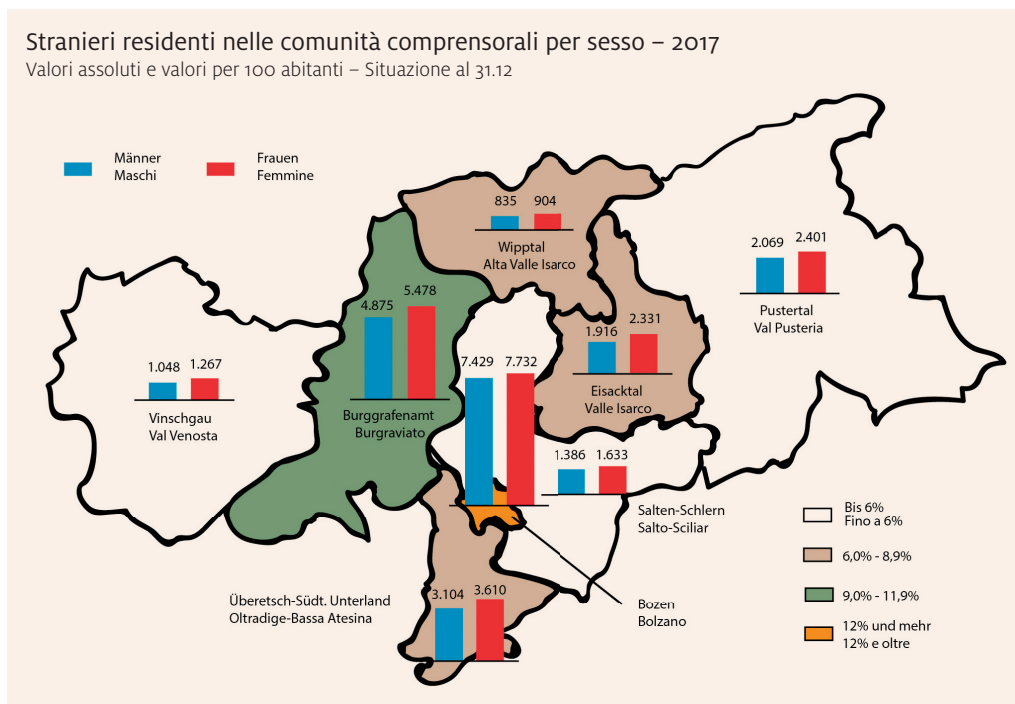 Stranieri residenti nelle comunità comprensorali per sesso – 2017
Valori assoluti e valori per 100 abitanti – Situazione al 31.12
Männer
Maschi
Frauen
Femmine
835 904
Wipptal
Alta Valle Isarco
2.069 2.401
Pustertal
Val Pusteria
4.875 5.478
Burggrafenamt
Burgraviato
1.916 2.331
Eisacktal
Valle Isarco
1.048 1.267
Vinschgau
Val Venosta
7.429 7.732
1.386 1.633
Salten-Schlern
Salto-Sciliar
Überetsch-Südt. Unterland
Oltradige-Bassa Atesina
3.104 3.610
Bozen
Bolzano
Bis 6%
Fino a 6%
6,0% - 8,9%
9,0% - 11,9%
12% und mehr
12% e oltre